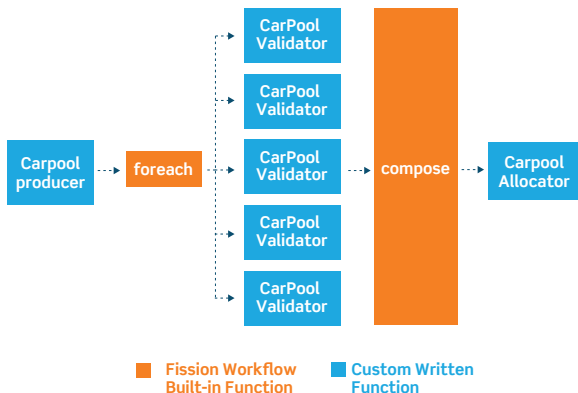 Carpool
producer
foreach
CarPool
Validator
CarPool
Validator
CarPool
Validator
CarPool
Validator
CarPool
Validator
compose
Carpool
Allocator
Fission Workflow
Built-in Function
Custom Written
Function